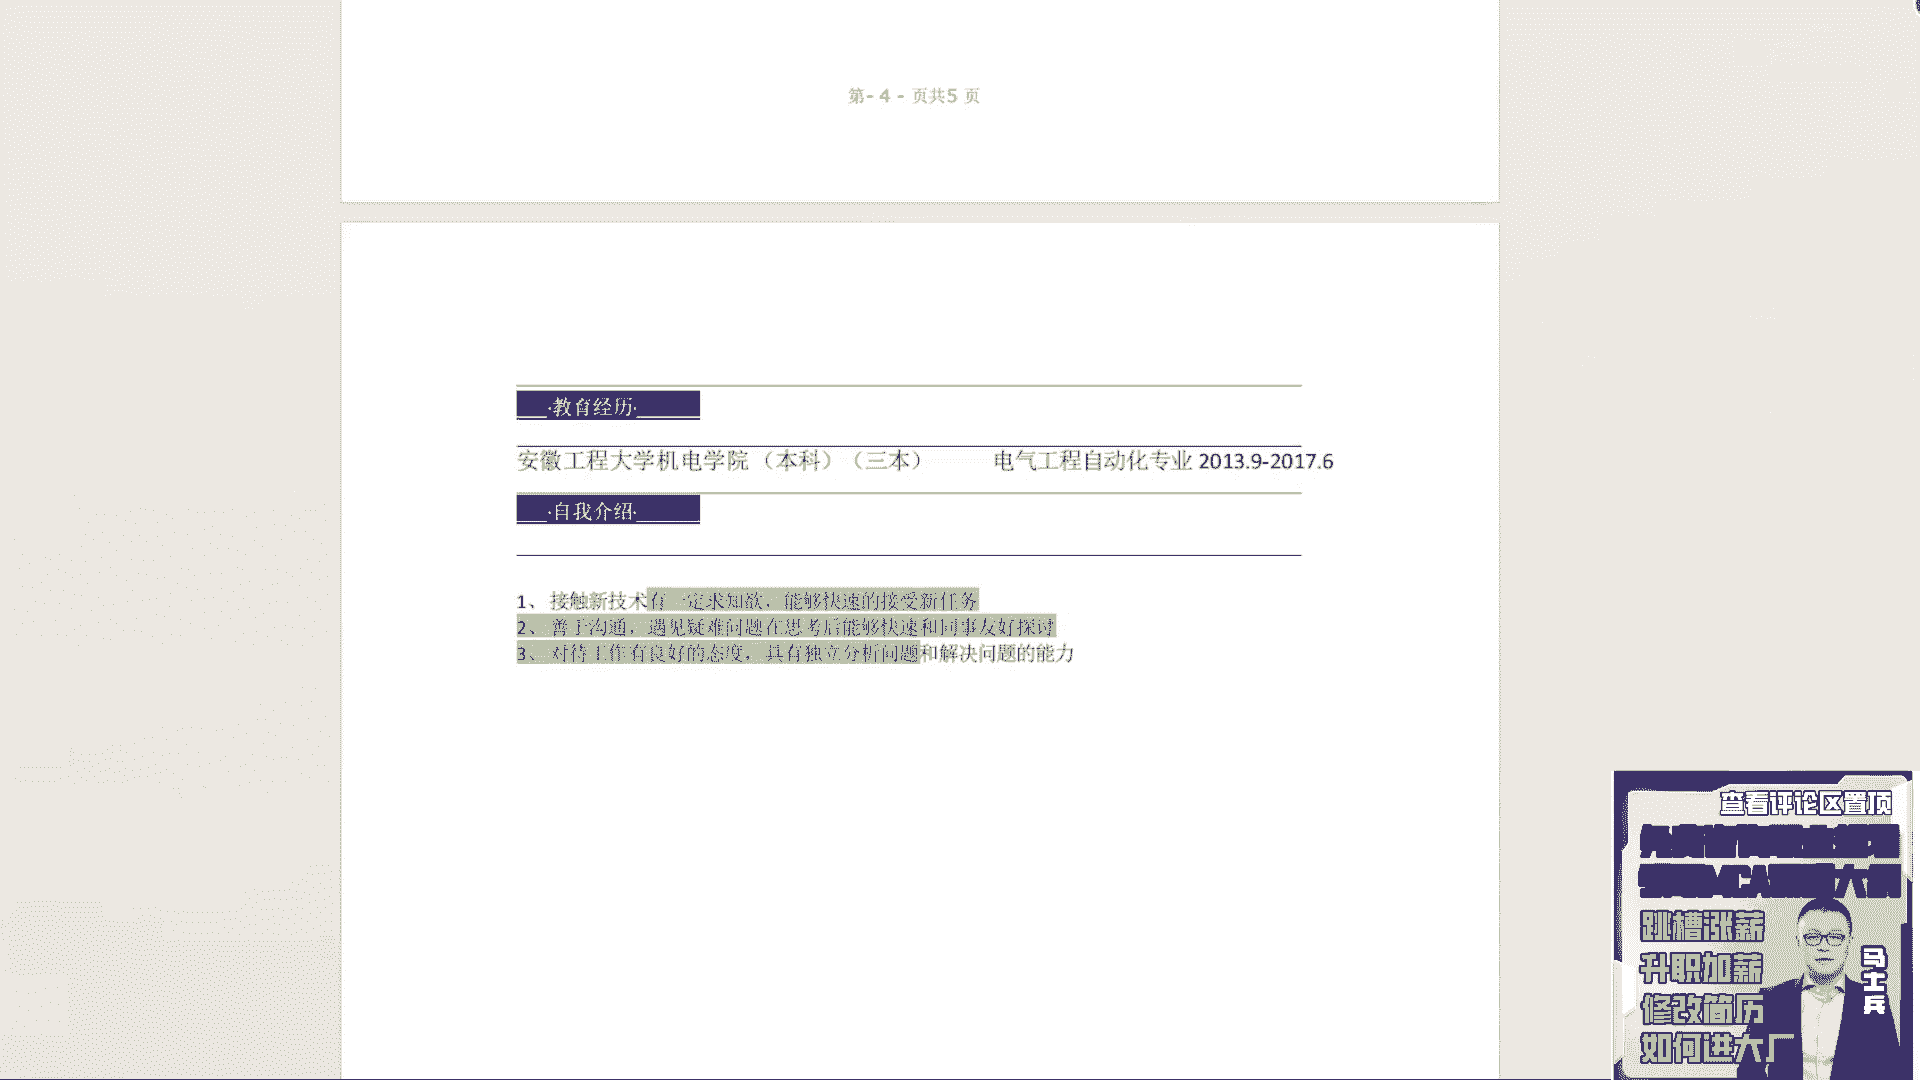 第- 4 - 页共5 页
·教育经历·
安徽工程大学机电学院（本科）（三本） 电气工程自动化专业 2013.9-2017.6
·自我介绍·
1、 接触新技术有一定求知欲，能够快速的接受新任务
2、 善于沟通，遇见疑难问题在思考后能够快速和同事友好探讨
3、 对待工作有良好的态度，具有独立分析问题和解决问题的能力
查看评论区置顶
跳槽涨薪
升职加薪
修改简历
如何进大厂
马士兵